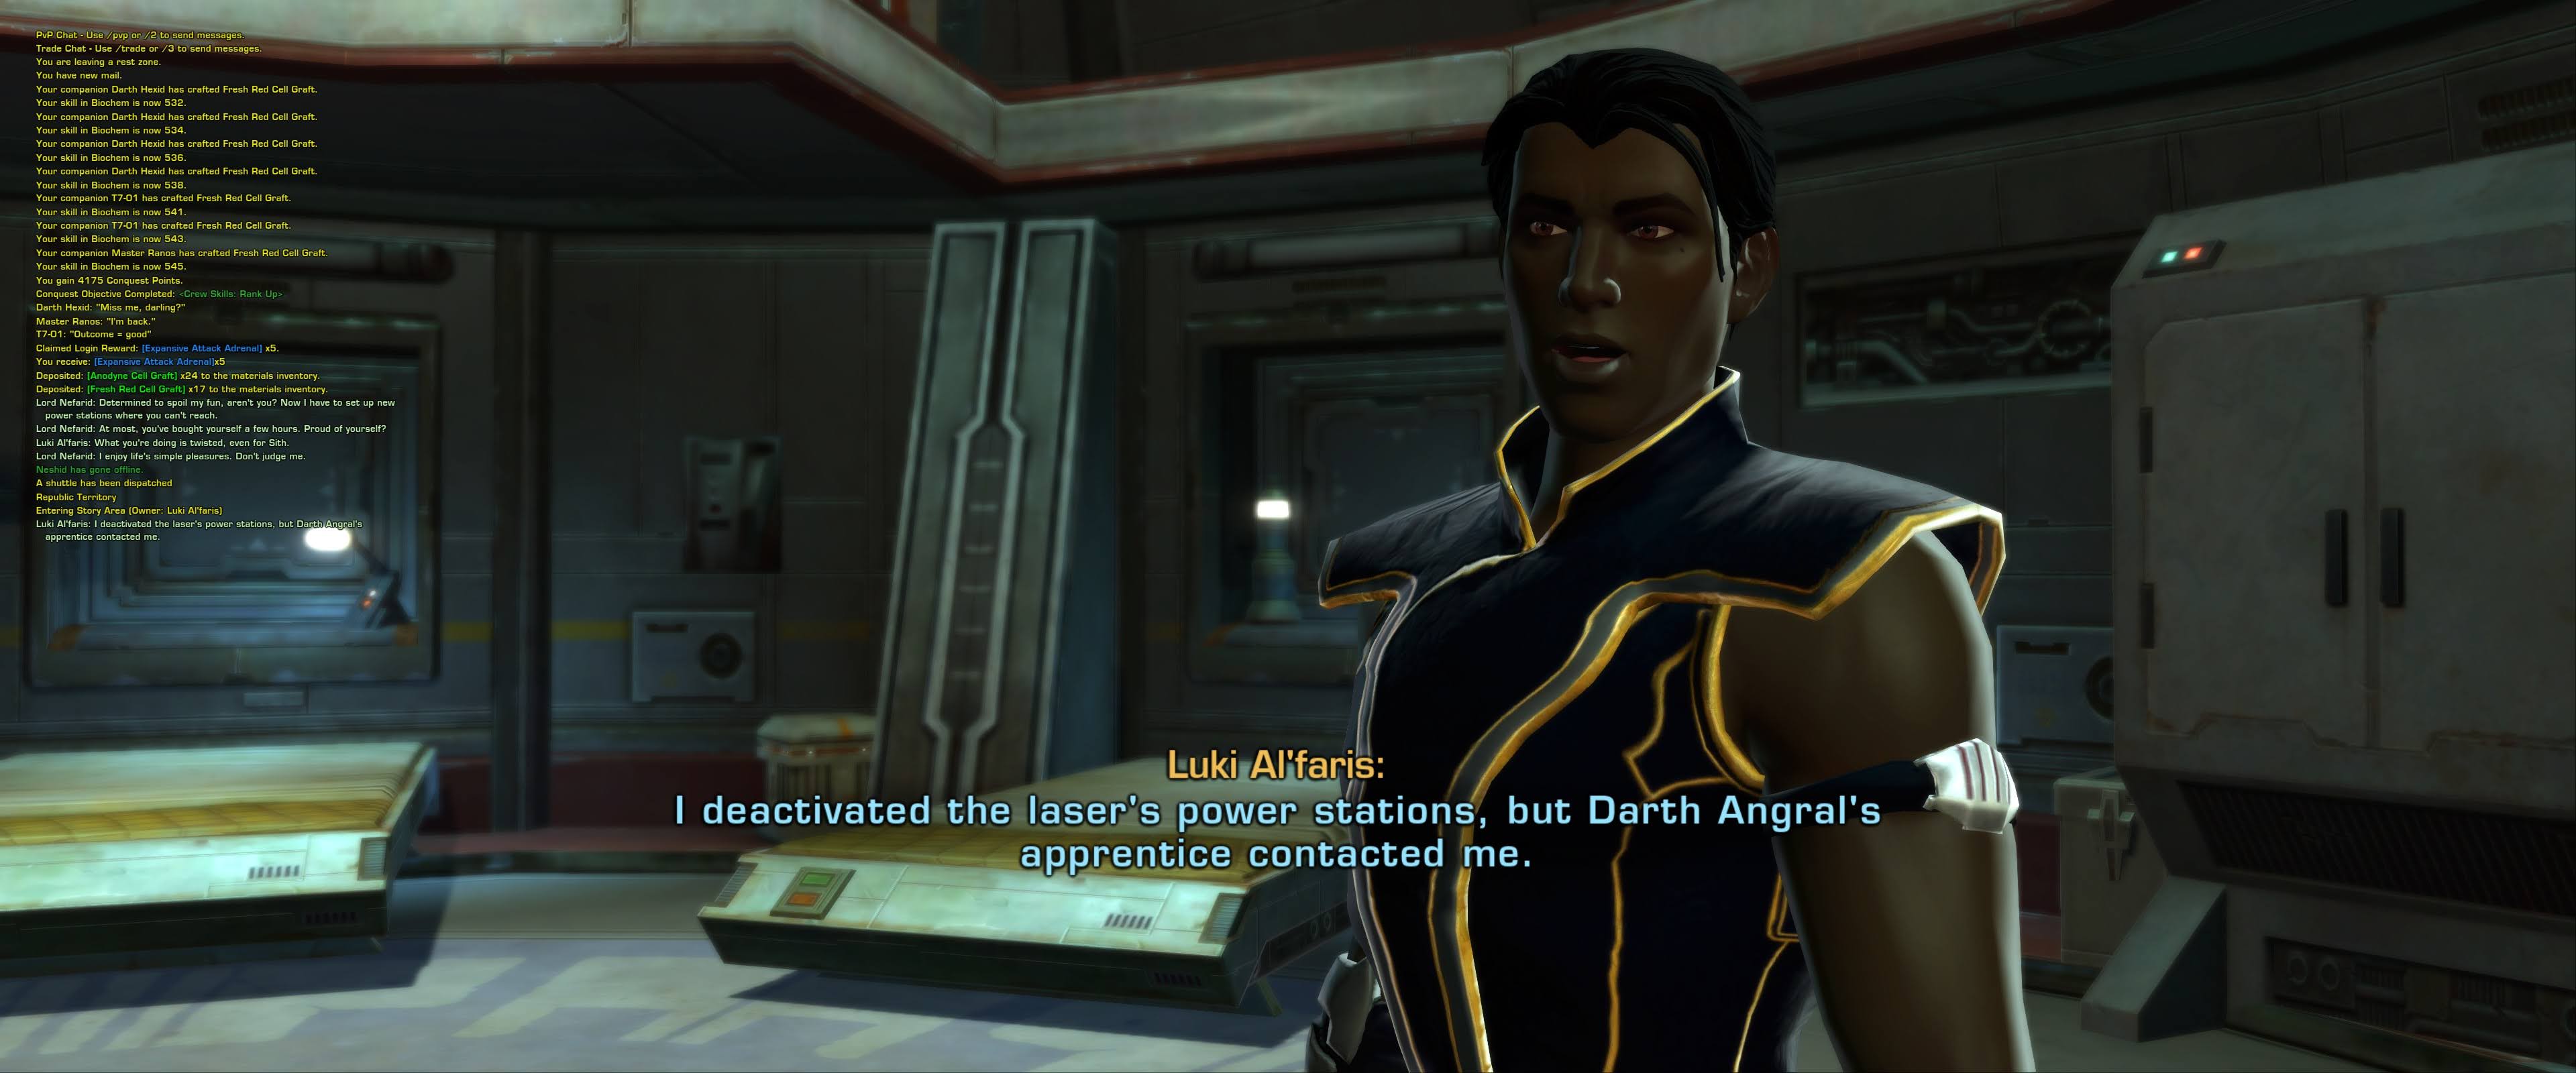 PvP Chat - Use /pvp or /2 to send messages.
Trade Chat - Use /trade or /3 to send messages.
You are leaving a rest zone.
You have new mail.
Your companion Darth Hexid has crafted Fresh Red Cell Graft.
Your skill in Biochem is now 532.
Your companion Darth Hexid has crafted Fresh Red Cell Graft.
Your skill in Biochem is now 534.
Your companion Darth Hexid has crafted Fresh Red Cell Graft.
Your skill in Biochem is now 536.
Your companion Darth Hexid has crafted Fresh Red Cell Graft.
Your skill in Biochem is now 538.
Your companion T7-01 has crafted Fresh Red Cell Graft.
Your skill in Biochem is now 541.
Your companion T7-01 has crafted Fresh Red Cell Graft.
Your skill in Biochem is now 543.
Your companion Master Ranos has crafted Fresh Red Cell Graft.
Your skill in Biochem is now 545.
You gain 4175 Conquest Points.
Conquest Objective Completed: <Crew Skills: Rank Up>
Darth Hexid: "Miss me, darling?"
Master Ranos: "I'm back."
T7-01: "Outcome = good"
Claimed Login Reward: [Expansive Attack Adrenal] x5.
You receive: [Expansive Attack Adrenal]x5
Deposited: [Anodyne Cell Graft] x24 to the materials inventory.
Deposited: [Fresh Red Cell Graft] x17 to the materials inventory.
Lord Nefarid: Determined to spoil my fun, aren't you? Now I have to set up new
power stations where you can't reach.
Lord Nefarid: At most, you've bought yourself a few hours. Proud of yourself?
Luki Al'faris: What you're doing is twisted, even for Sith.
Lord Nefarid: I enjoy life's simple pleasures. Don't judge me.
Neshid has gone offline.
A shuttle has been dispatched
Republic Territory
Entering Story Area (Owner: Luki Al'faris)
Luki Al'faris: I deactivated the laser's power stations, but Darth Angral's
apprentice contacted me.
Luki Al'faris:
I deactivated the laser's power stations, but Darth Angral's
apprentice contacted me.